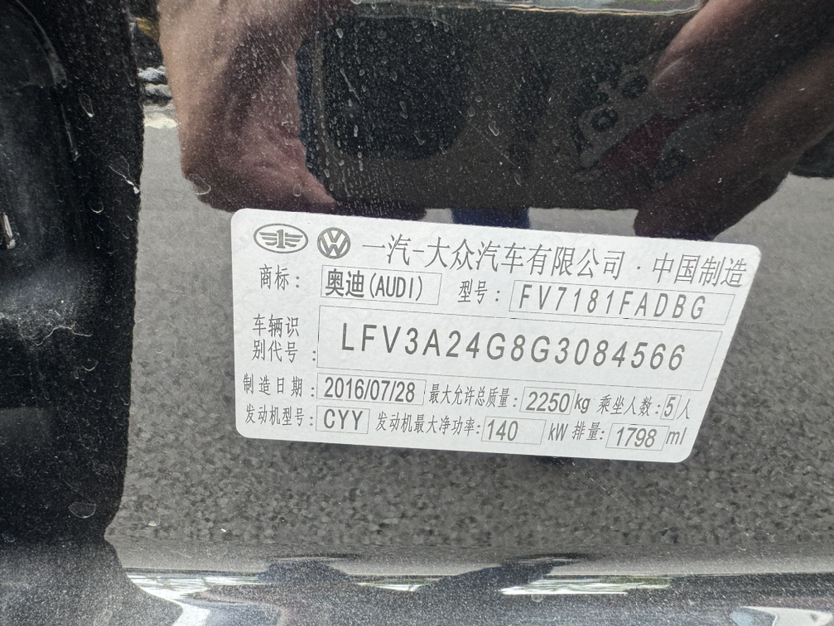 一汽-大众汽车有限公司·中国制造
商标: 奥迪(AUDI) 型号: FV7181FADBG
车辆识别代号: LFV3A24G8G3084566
制造日期: 2016/07/28 最大允许总质量: 2250 kg 乘坐人数: 5 人
发动机型号: CYY 发动机最大净功率: 140 kW 排量: 1798 ml